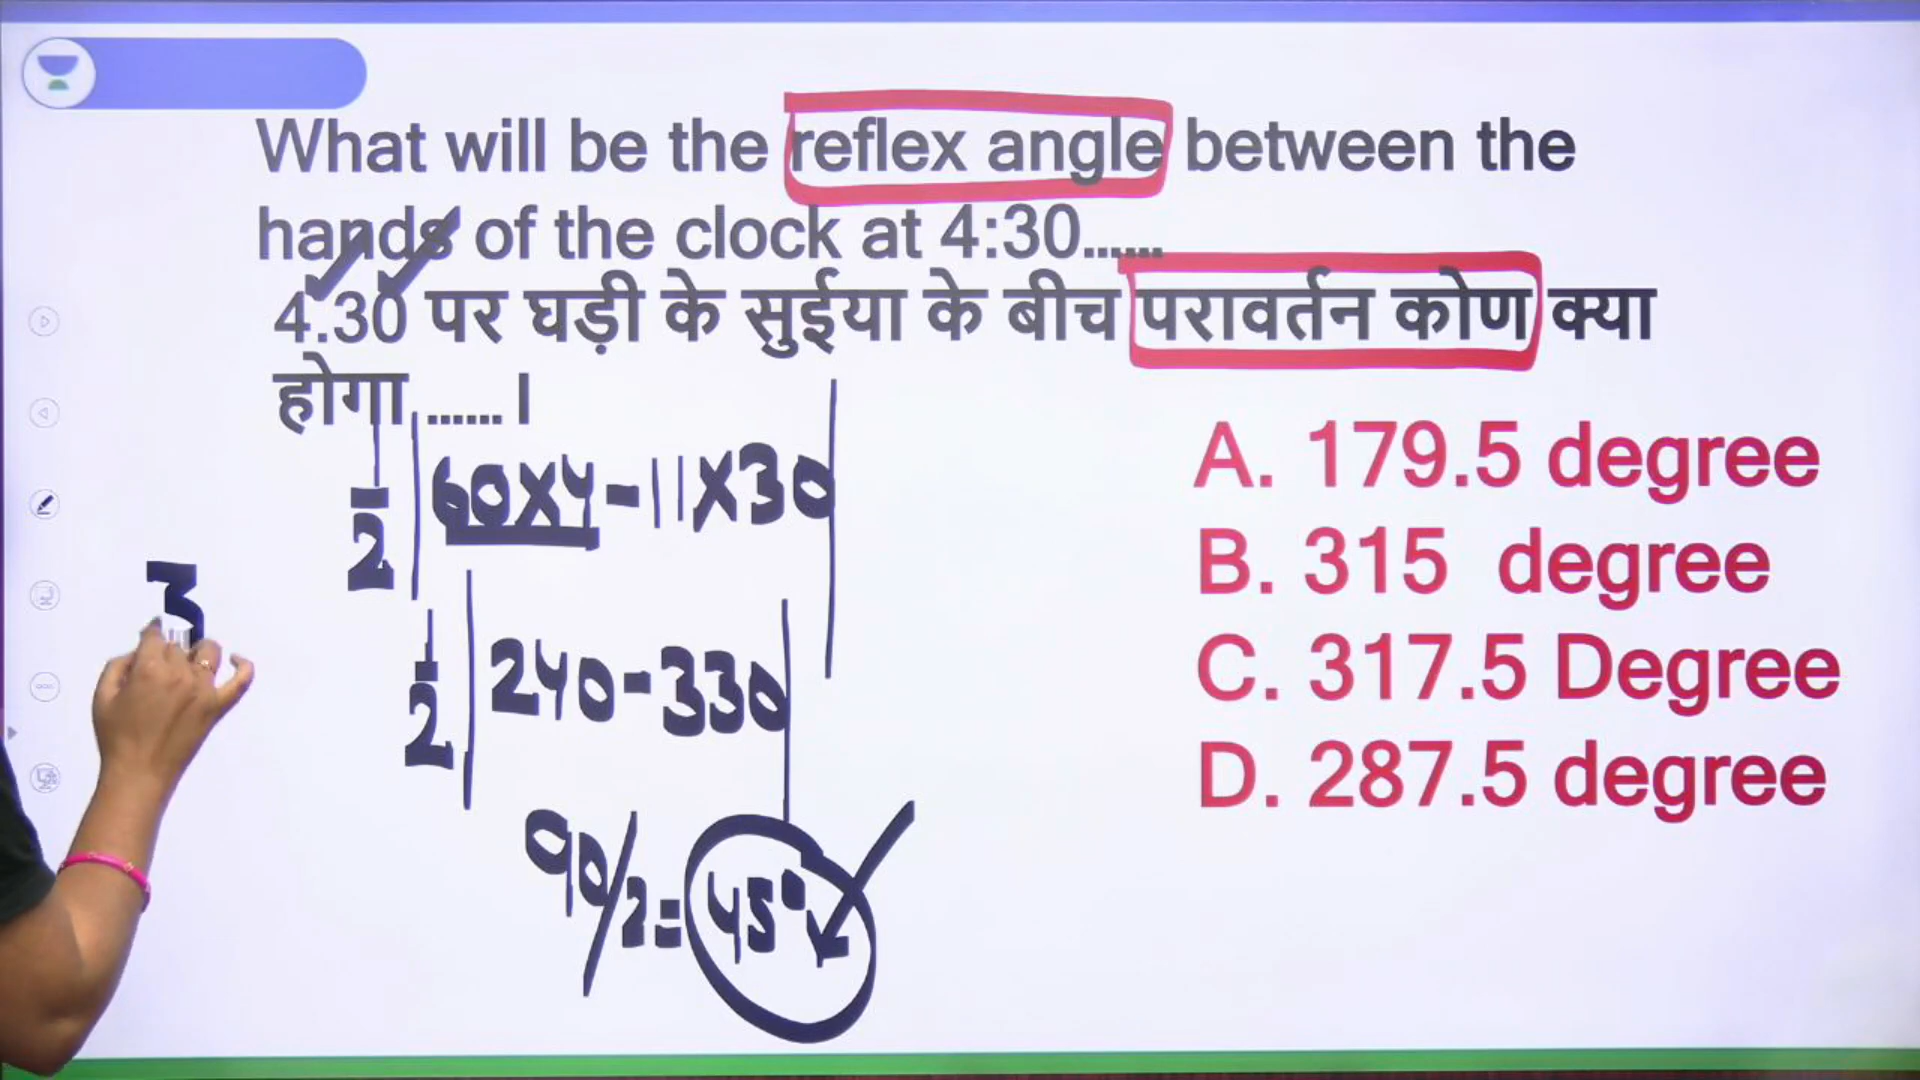 What will be the reflex angle between the
hands of the clock at 4:30......
4.30 पर घड़ी के सुईया के बीच परावर्तन कोण क्या
होगा ......।
1/2 |60X4-11X30|
1/2 |240-330|
90/2=45°
3
A. 179.5 degree
B. 315 degree
C. 317.5 Degree
D. 287.5 degree